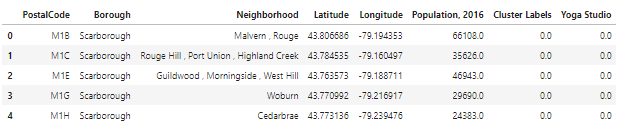 PostalCode Borough Neighborhood Latitude Longitude Population, 2016 Cluster Labels Yoga Studio
0 M1B Scarborough Malvern , Rouge 43.806686 -79.194353 66108.0 0.0 0.0
1 M1C Scarborough Rouge Hill , Port Union , Highland Creek 43.784535 -79.160497 35626.0 0.0 0.0
2 M1E Scarborough Guildwood , Morningside , West Hill 43.763573 -79.188711 46943.0 0.0 0.0
3 M1G Scarborough Woburn 43.770992 -79.216917 29690.0 0.0 0.0
4 M1H Scarborough Cedarbrae 43.773136 -79.239476 24383.0 0.0 0.0